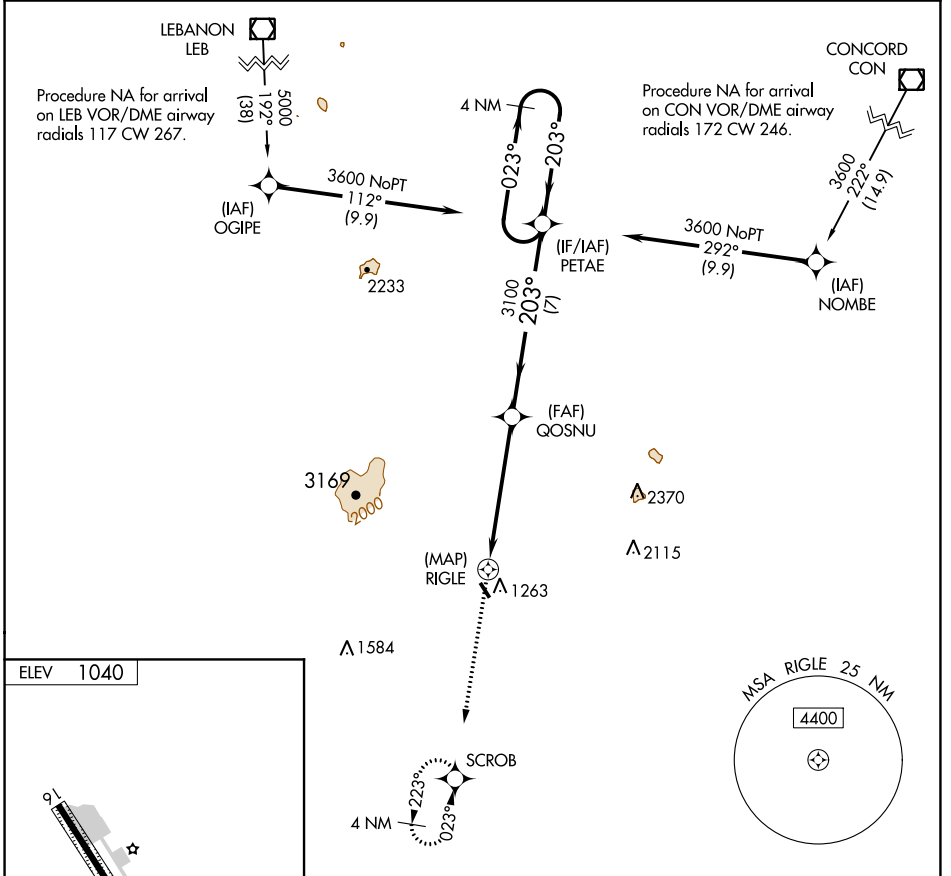 LEBANON
LEB
CONCORD
CON
Procedure NA for arrival
on LEB VOR/DME airway
radials 117 CW 267.
5000
192°
(38)
4 NM
023°
203°
Procedure NA for arrival
on CON VOR/DME airway
radials 172 CW 246.
3600
222°
(14.9)
(IAF)
OGIPE
3600 NoPT
112°
(9.9)
(IF/IAF)
PETAE
3600 NoPT
292°
(9.9)
(IAF)
NOMBE
2233
3100
203°
(7)
(FAF)
QOSNU
3169
2000
2370
2115
(MAP)
RIGLE
1263
1584
ELEV 1040
MSA RIGLE 25 NM
4400
SCROB
223°
023°
4 NM
16